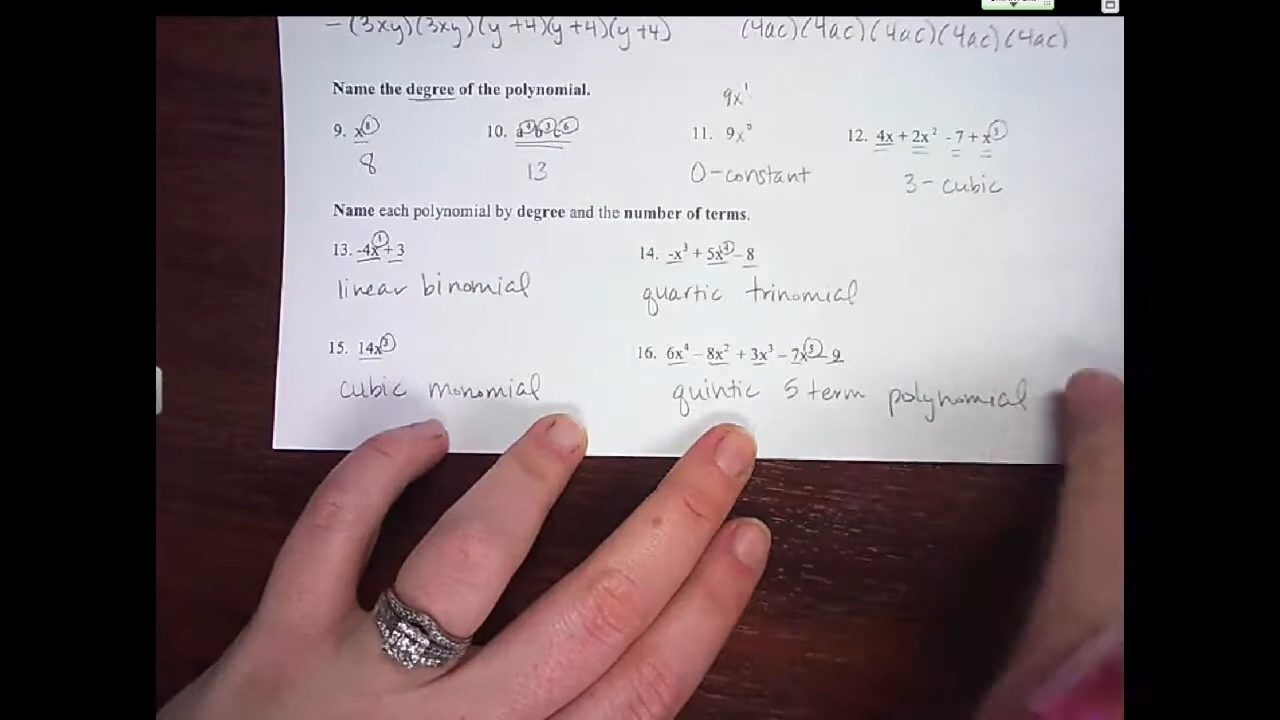 - (3xy)(3xy)(y+4)(y+4)(y+4) (4ac)(4ac)(4ac)(4ac)(4ac)
Name the degree of the polynomial.
9x¹
9. x⁸ 10. 11. 9x⁰ 12. 4x + 2x² - 7 + x³
8 13 0-constant 3-cubic
Name each polynomial by degree and the number of terms.
13. -4x¹ + 3 14. -x³ + 5x⁴ - 8
linear binomial quartic trinomial
15. 14x³ 16. 6x⁴ - 8x² + 3x³ - 7x⁵ - 9
cubic monomial quintic 5 term polynomial